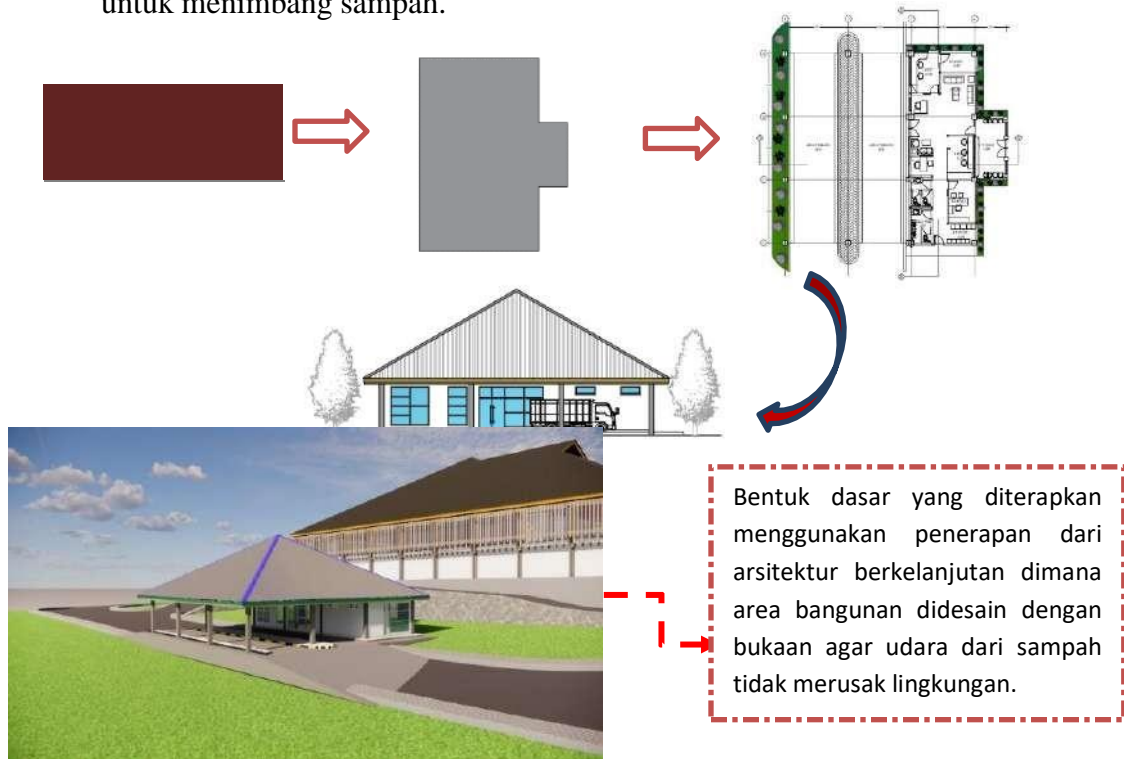 untuk menimbang sampah.
Bentuk dasar yang diterapkan
menggunakan penerapan dari
arsitektur berkelanjutan dimana
area bangunan didesain dengan
bukaan agar udara dari sampah
tidak merusak lingkungan.